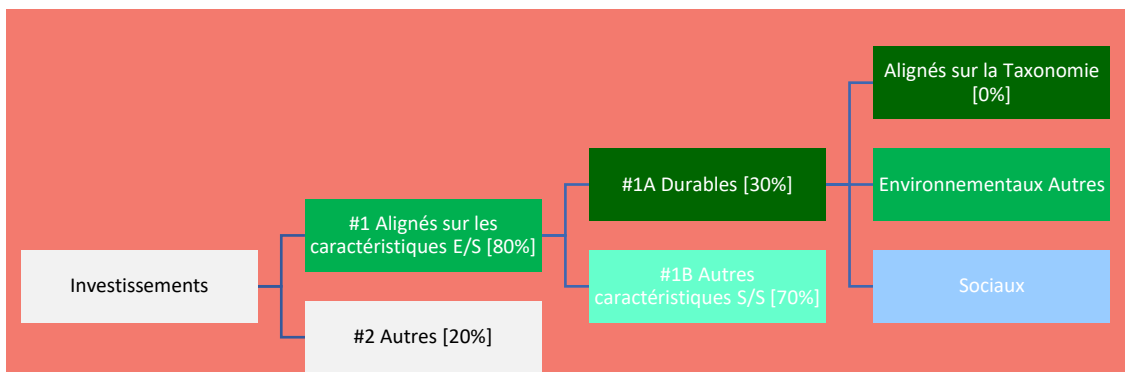 Investissements
#1 Alignés sur les
caractéristiques E/S [80%]
#2 Autres [20%]
#1A Durables [30%]
#1B Autres
caractéristiques S/S [70%]
Alignés sur la Taxonomie
[0%]
Environnementaux Autres
Sociaux